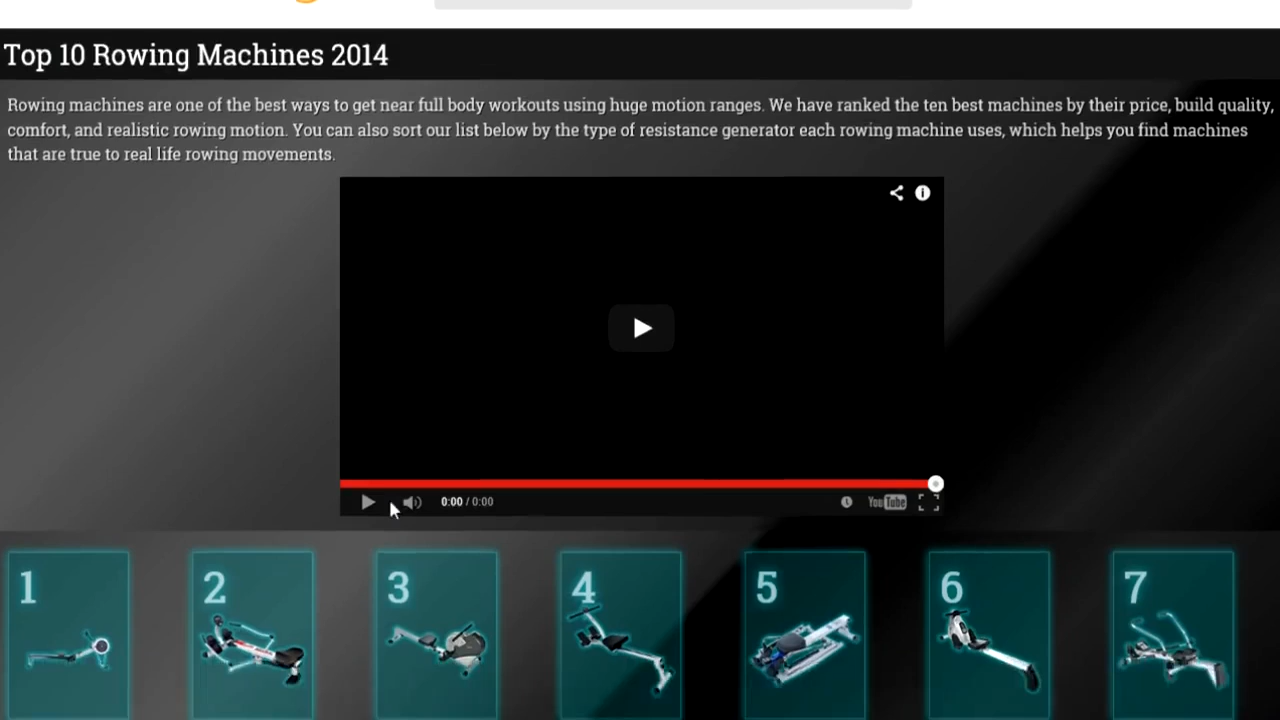 Top 10 Rowing Machines 2014
Rowing machines are one of the best ways to get near full body workouts using huge motion ranges. We have ranked the ten best machines by their price, build quality,
comfort, and realistic rowing motion. You can also sort our list below by the type of resistance generator each rowing machine uses, which helps you find machines
that are true to real life rowing movements.
0:00 / 0:00
YouTube
1 2 3 4 5 6 7